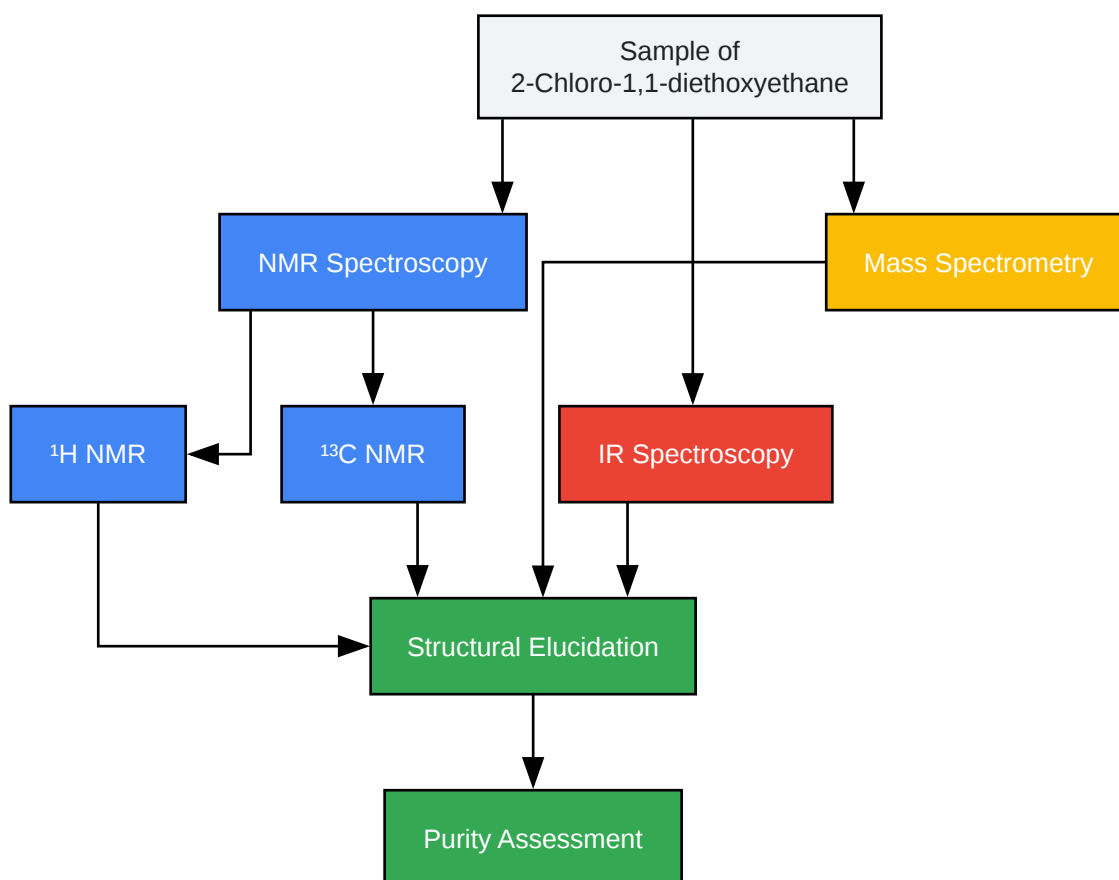 Sample of
2-Chloro-1,1-diethoxyethane
NMR Spectroscopy
Mass Spectrometry
¹H NMR
¹³C NMR
IR Spectroscopy
Structural Elucidation
Purity Assessment